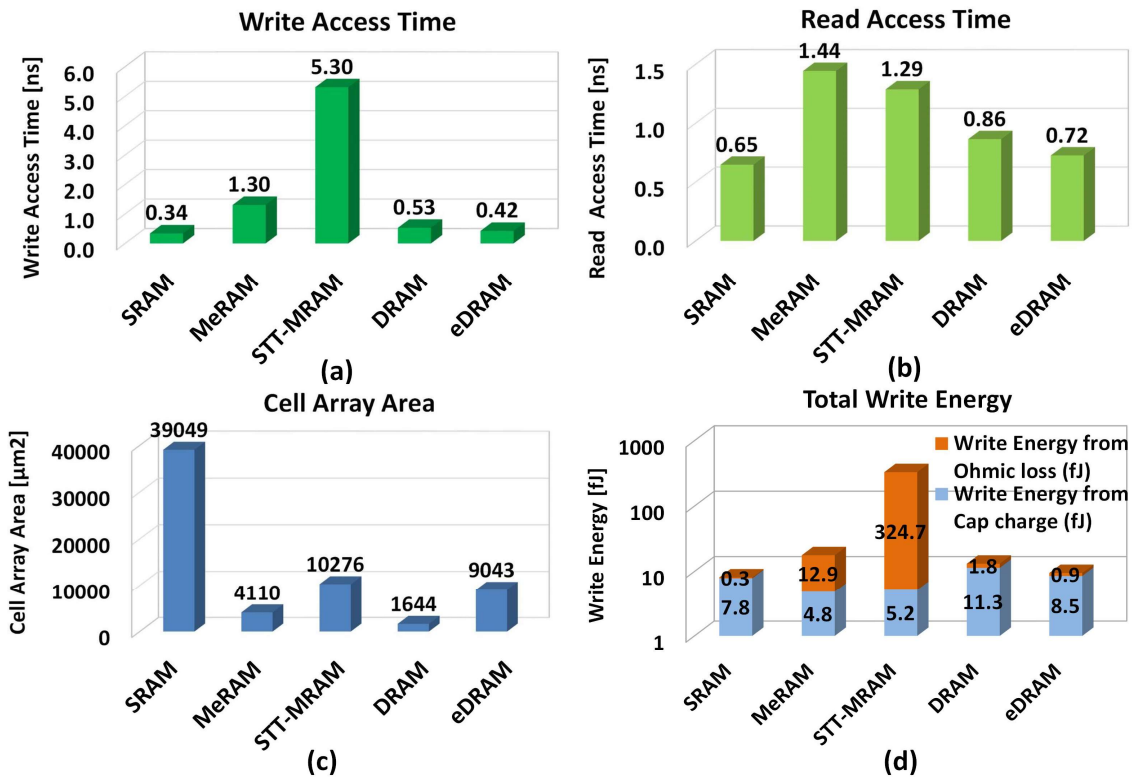 Write Access Time
Write Access Time [ns]
6.0
5.0
4.0
3.0
2.0
1.0
0.0
0.34
1.30
5.30
0.53
0.42
SRAM
MeRAM
STT-MRAM
DRAM
eDRAM
(a)
Read Access Time
Read Access Time [ns]
1.5
1.0
0.5
0.0
0.65
1.44
1.29
0.86
0.72
SRAM
MeRAM
STT-MRAM
DRAM
eDRAM
(b)
Cell Array Area
Cell Array Area [µm2]
40000
30000
20000
10000
0
39049
4110
10276
1644
9043
SRAM
MeRAM
STT-MRAM
DRAM
eDRAM
(c)
Total Write Energy
Write Energy [fJ]
1000
100
10
1
Write Energy from
Ohmic loss (fJ)
Write Energy from
Cap charge (fJ)
0.3
12.9
324.7
1.8
0.9
7.8
4.8
5.2
11.3
8.5
SRAM
MeRAM
STT-MRAM
DRAM
eDRAM
(d)